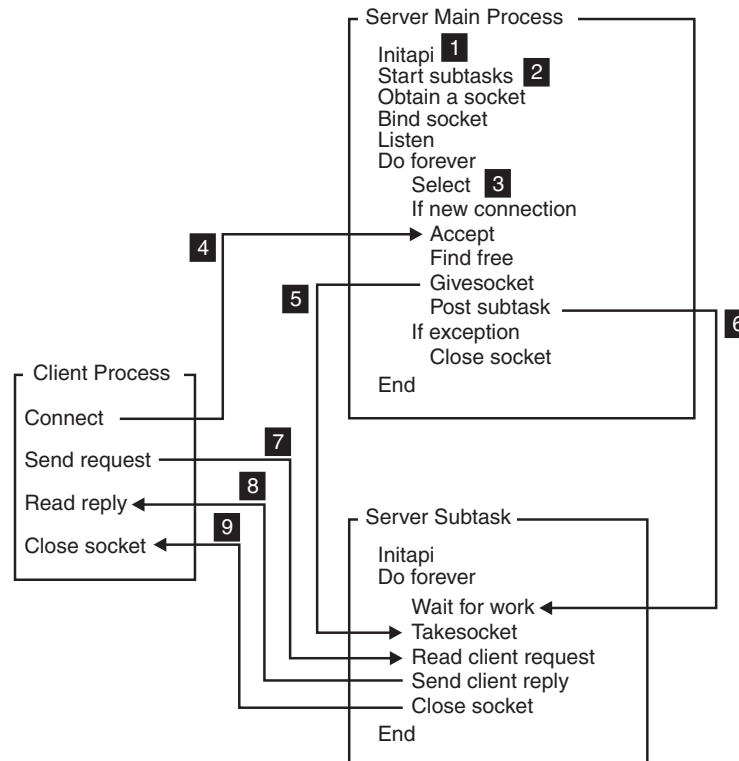 Server Main Process
Initapi 1
Start subtasks 2
Obtain a socket
Bind socket
Listen
Do forever
Select 3
If new connection
4 Accept
Find free
5 Givesocket
Post subtask
6
If exception
Close socket
End
Client Process
Connect
7
Send request
8
Read reply
9
Close socket
Server Subtask
Initapi
Do forever
Wait for work
Takesocket
Read client request
Send client reply
Close socket
End